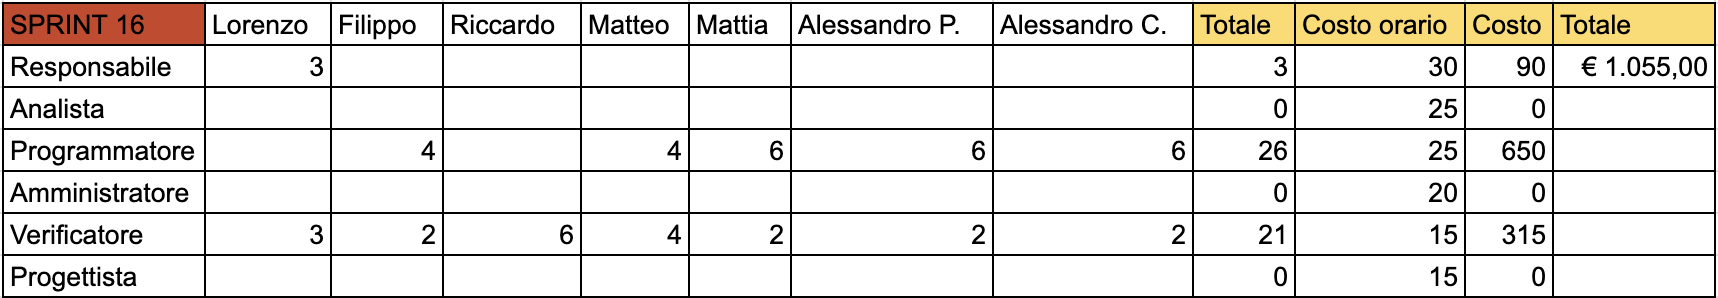 SPRINT 16 Lorenzo Filippo Riccardo Matteo Mattia Alessandro P. Alessandro C. Totale Costo orario Costo Totale
Responsabile 3 3 30 90 € 1.055,00
Analista 0 25 0
Programmatore 4 4 6 6 6 26 25 650
Amministratore 0 20 0
Verificatore 3 2 6 4 2 2 2 21 15 315
Progettista 0 15 0